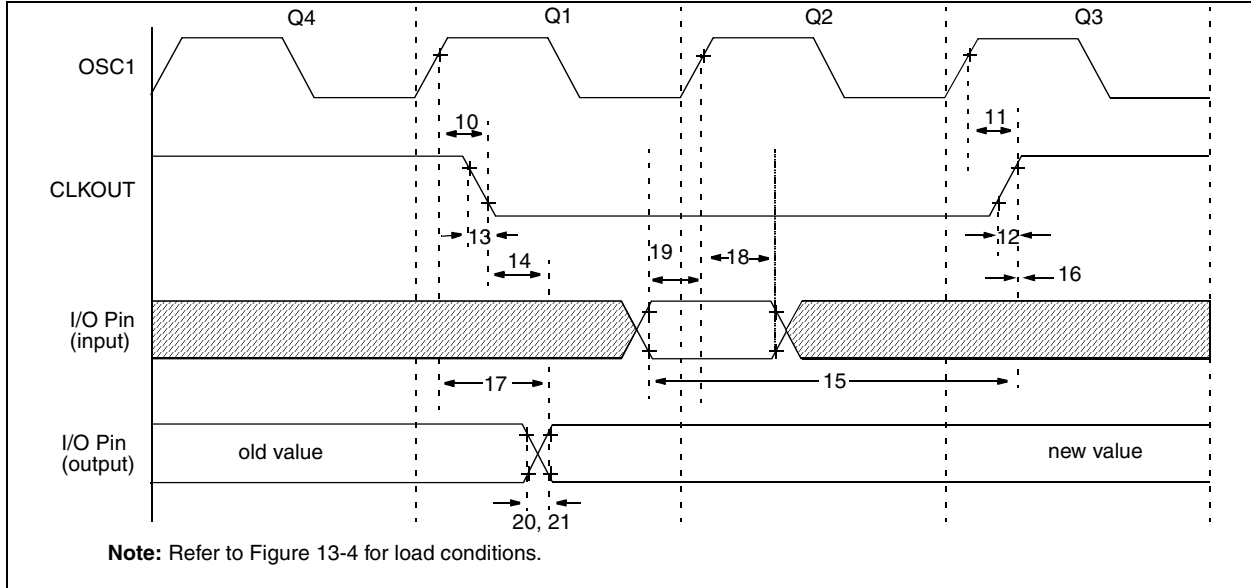 Q4 Q1 Q2 Q3
OSC1
10 11
CLKOUT
13 12
14 19 18 16
I/O Pin
(input)
17 15
I/O Pin
(output)
old value new value
20, 21
Note: Refer to Figure 13-4 for load conditions.